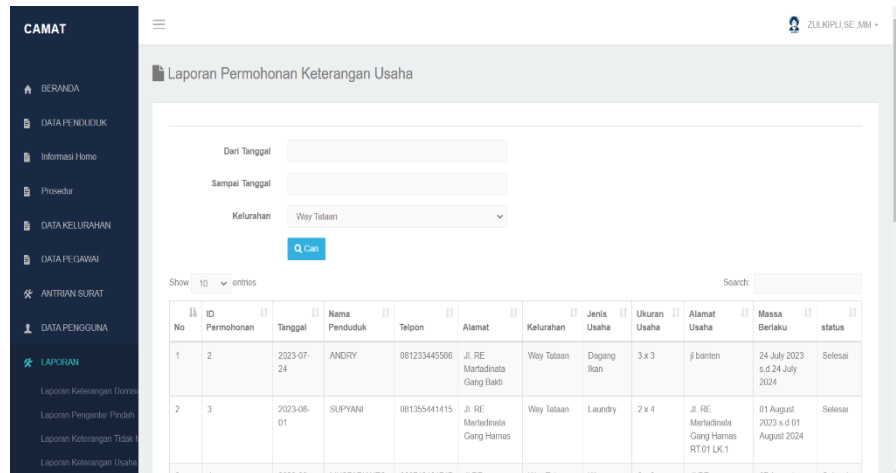 CAMAT
ZULKIPLI,SE.,MM
Laporan Permohonan Keterangan Usaha
BERANDA
DATA PENDUDUK
Informasi Home
Prosedur
DATA KELURAHAN
DATA PEGAWAI
ANTRIAN SURAT
DATA PENGGUNA
LAPORAN
Laporan Keterangan Domisi
Laporan Pengantar Pindah
Laporan Keterangan Tidak
Laporan Keterangan Usaha
Dari Tanggal
Sampai Tanggal
Kelurahan Way Tataan
Cari
Show 10 entries Search:
No ID Permohonan Tanggal Nama Penduduk Telpon Alamat Kelurahan Jenis Usaha Ukuran Usaha Alamat Usaha Massa Berlaku status
1 2 2023-07-24 ANDRY 081233445566 Jl. RE Martadinata Gang Bakti Way Tataan Dagang Ikan 3 x 3 jl banten 24 July 2023 s.d 24 July 2024 Selesai
2 3 2023-08-01 SUPYANI 081355441415 Jl. RE Martadinata Gang Harnas Way Tataan Laundry 2 x 4 Jl. RE Martadinata Gang Harnas RT.01 LK.1 01 August 2023 s.d 01 August 2024 Selesai